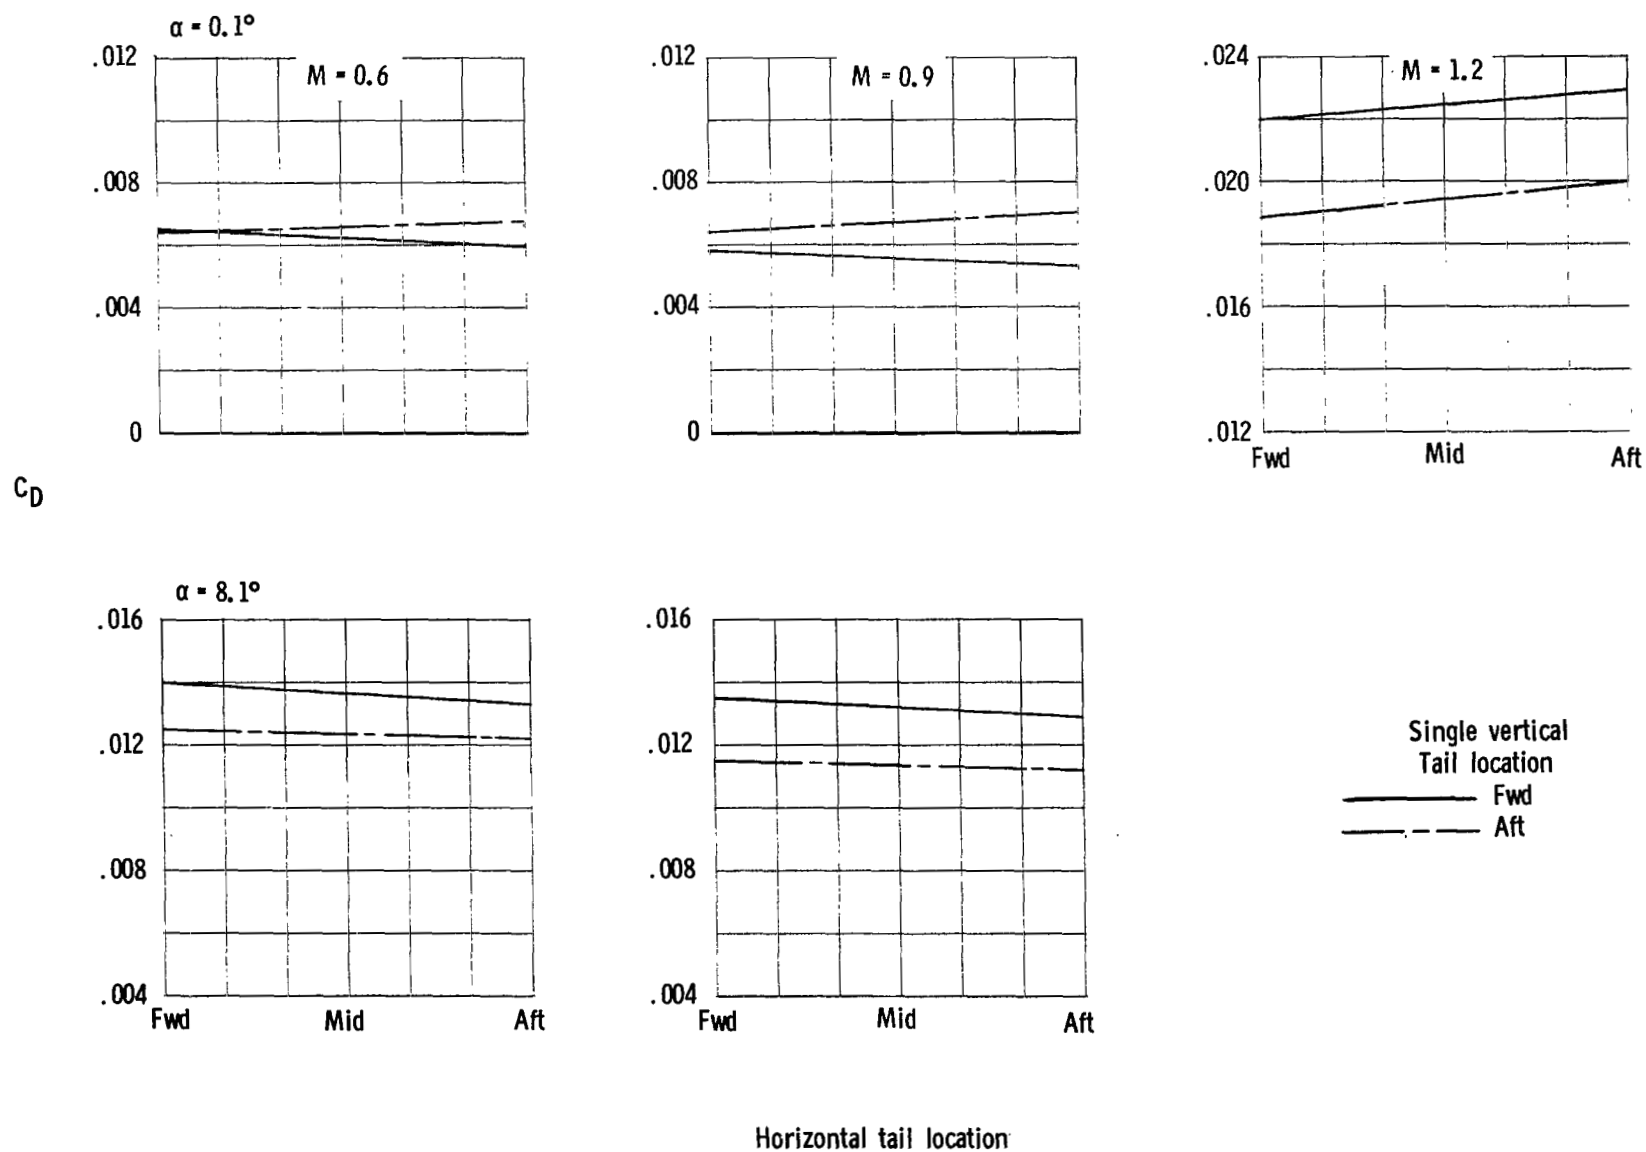 α = 0.1°
M = 0.6
.012
.008
.004
0
M = 0.9
.012
.008
.004
0
M = 1.2
.024
.020
.016
.012
Fwd Mid Aft
C_D
α = 8.1°
.016
.012
.008
.004
Fwd Mid Aft
.016
.012
.008
.004
Fwd Mid Aft
Single vertical
Tail location
Fwd
Aft
Horizontal tail location